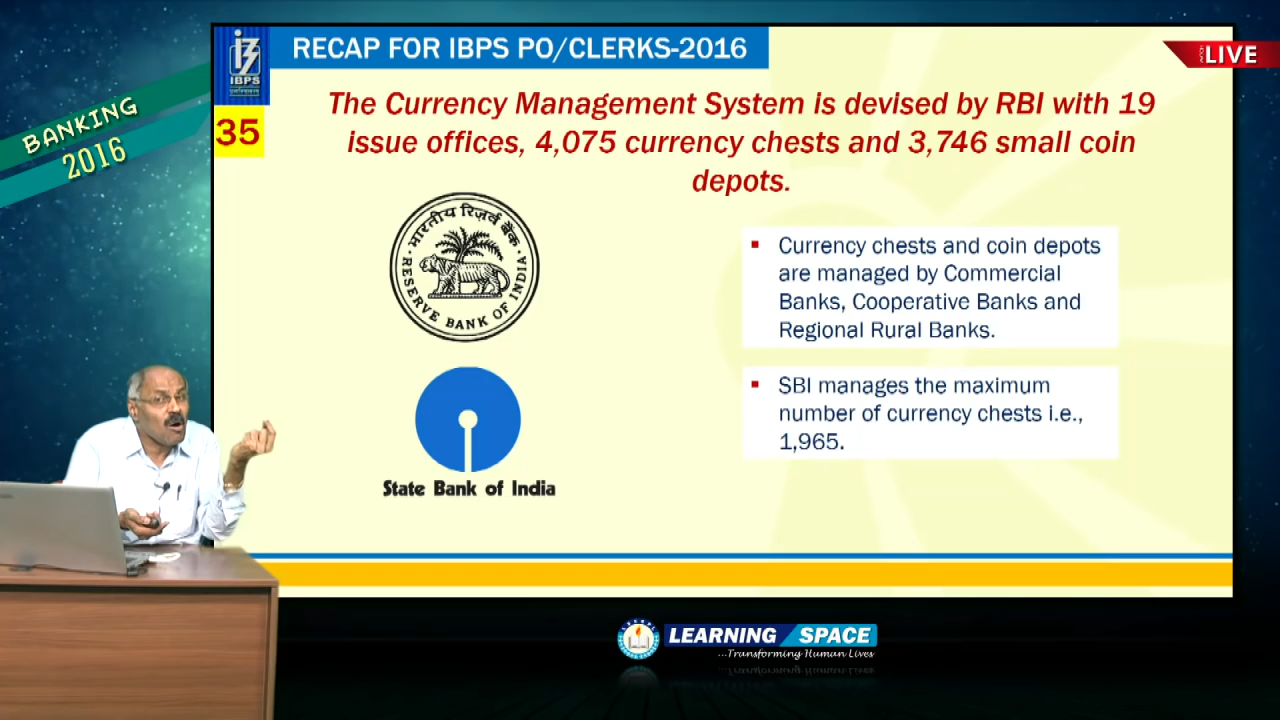 RECAP FOR IBPS PO/CLERKS-2016
LIVE
IBPS
BANKING
2016
35
The Currency Management System is devised by RBI with 19
issue offices, 4,075 currency chests and 3,746 small coin
depots.
भारतीय रिज़र्व बैंक
RESERVE BANK OF INDIA
Currency chests and coin depots
are managed by Commercial
Banks, Cooperative Banks and
Regional Rural Banks.
SBI manages the maximum
number of currency chests i.e.,
1,965.
State Bank of India
LEARNING SPACE
...Transforming Human Lives